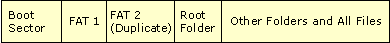 Boot
Sector
FAT 1
FAT 2
(Duplicate)
Root
Folder
Other Folders and All Files